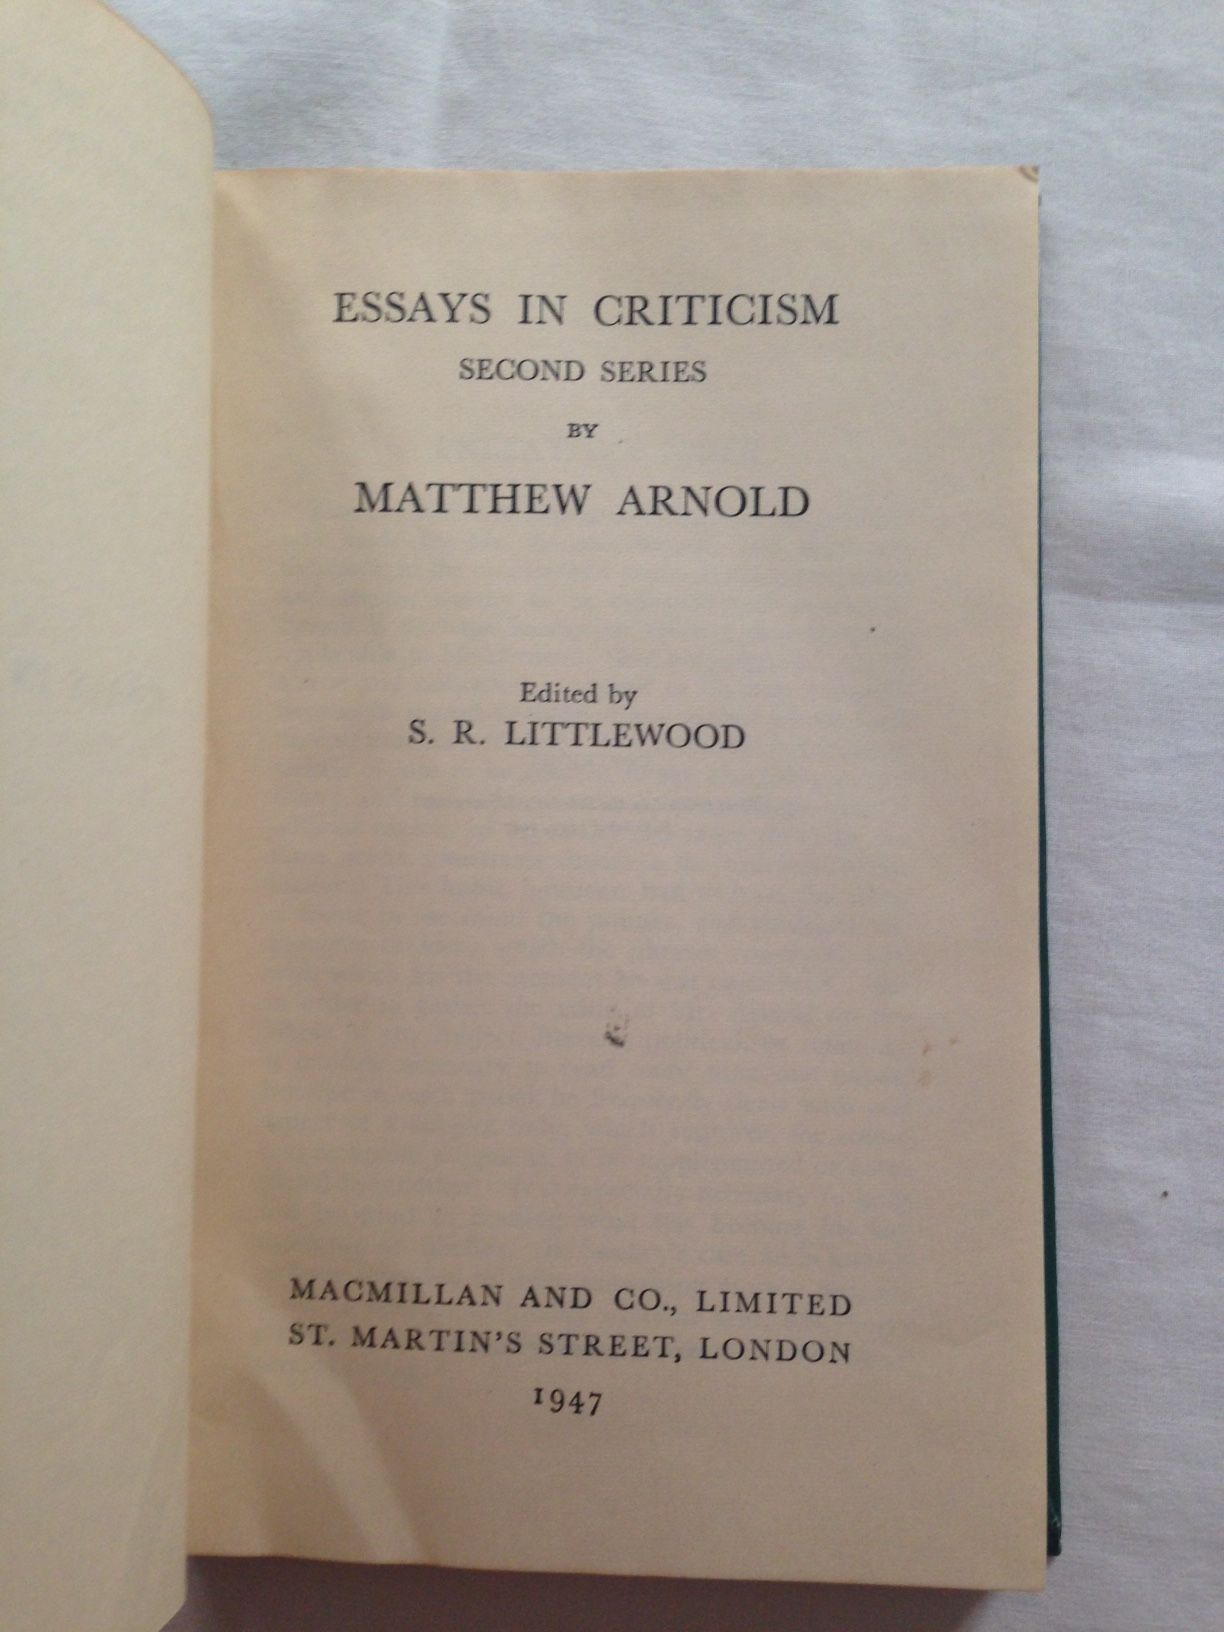 ESSAYS IN CRITICISM
SECOND SERIES
BY
MATTHEW ARNOLD
Edited by
S. R. LITTLEWOOD
MACMILLAN AND CO., LIMITED
ST. MARTIN'S STREET, LONDON
1947